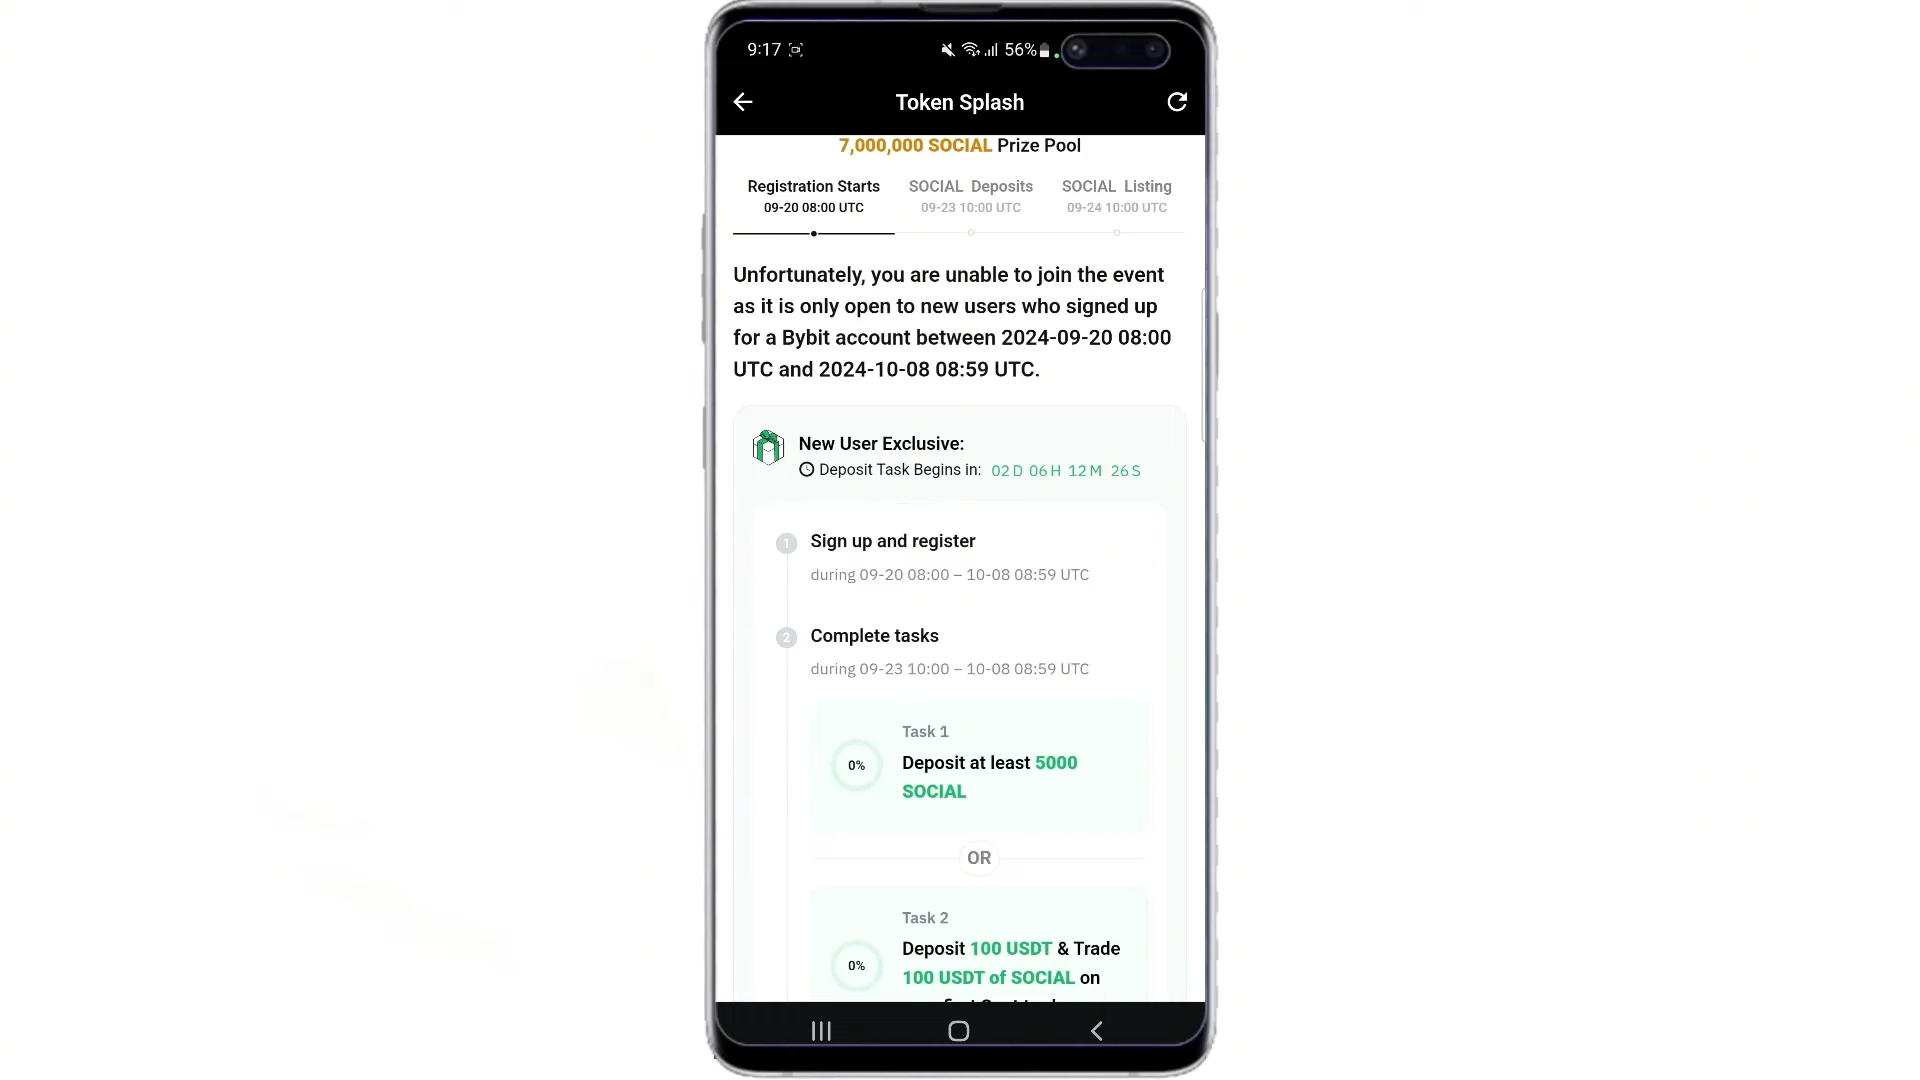 9:17 56%
Token Splash
7,000,000 SOCIAL Prize Pool
Registration Starts SOCIAL Deposits SOCIAL Listing
09-20 08:00 UTC 09-23 10:00 UTC 09-24 10:00 UTC
Unfortunately, you are unable to join the event
as it is only open to new users who signed up
for a Bybit account between 2024-09-20 08:00
UTC and 2024-10-08 08:59 UTC.
New User Exclusive:
Deposit Task Begins in: 02D 06H 12M 26S
1 Sign up and register
during 09-20 08:00 – 10-08 08:59 UTC
2 Complete tasks
during 09-23 10:00 – 10-08 08:59 UTC
Task 1
0% Deposit at least 5000
SOCIAL
OR
Task 2
Deposit 100 USDT & Trade
0% 100 USDT of SOCIAL on